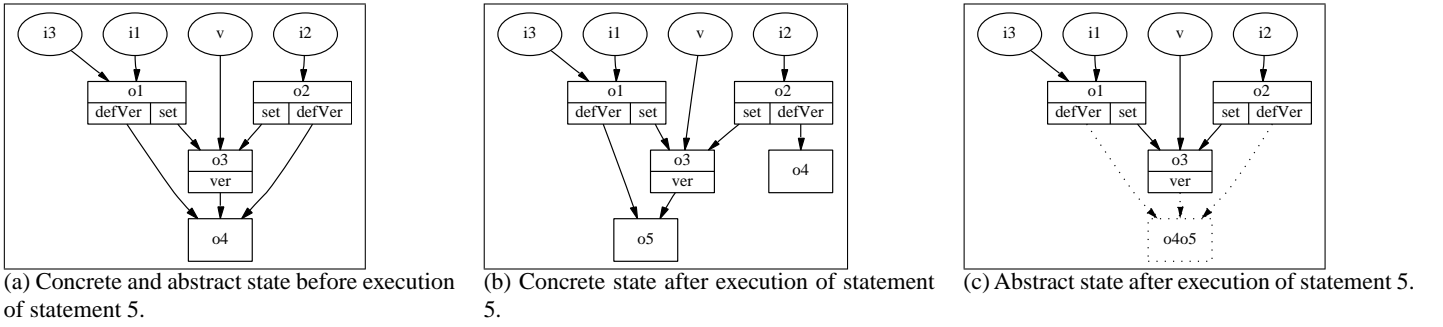 i3 i1 v i2
o1 o2
defVer set set defVer
o3
ver
o4
(a) Concrete and abstract state before execution
of statement 5.
i3 i1 v i2
o1 o2
defVer set set defVer
o3 o4
ver
o5
(b) Concrete state after execution of statement
5.
i3 i1 v i2
o1 o2
defVer set set defVer
o3
ver
o4o5
(c) Abstract state after execution of statement 5.